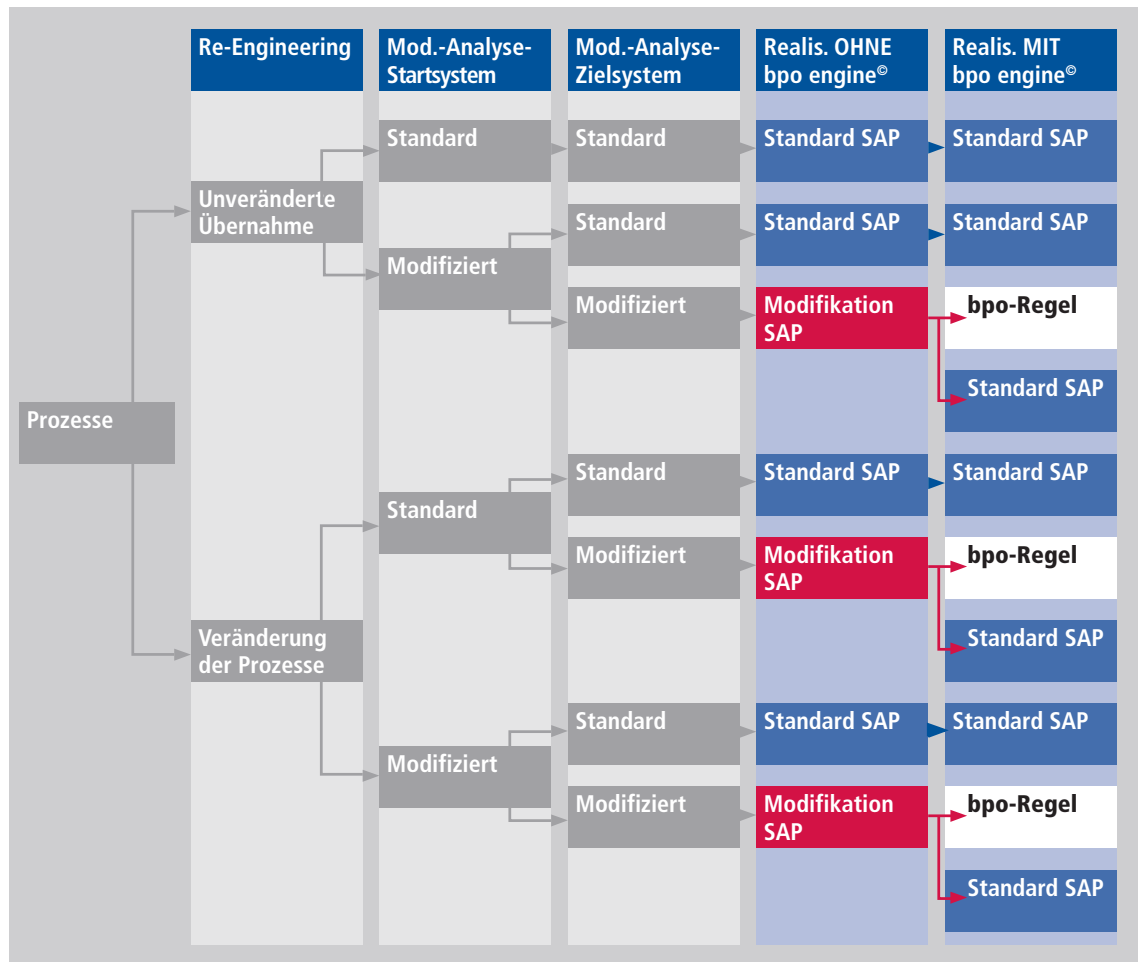 Re-Engineering
Mod.-Analyse-
Startsystem
Mod.-Analyse-
Zielsystem
Realis. OHNE
bpo engine©
Realis. MIT
bpo engine©
Standard
Standard
Standard SAP
Standard SAP
Unveränderte
Übernahme
Standard
Standard SAP
Standard SAP
Modifiziert
Modifiziert
Modifikation
SAP
bpo-Regel
Standard SAP
Prozesse
Standard
Standard SAP
Standard SAP
Standard
Modifiziert
Modifikation
SAP
bpo-Regel
Veränderung
der Prozesse
Standard SAP
Standard
Standard SAP
Standard SAP
Modifiziert
Modifiziert
Modifikation
SAP
bpo-Regel
Standard SAP